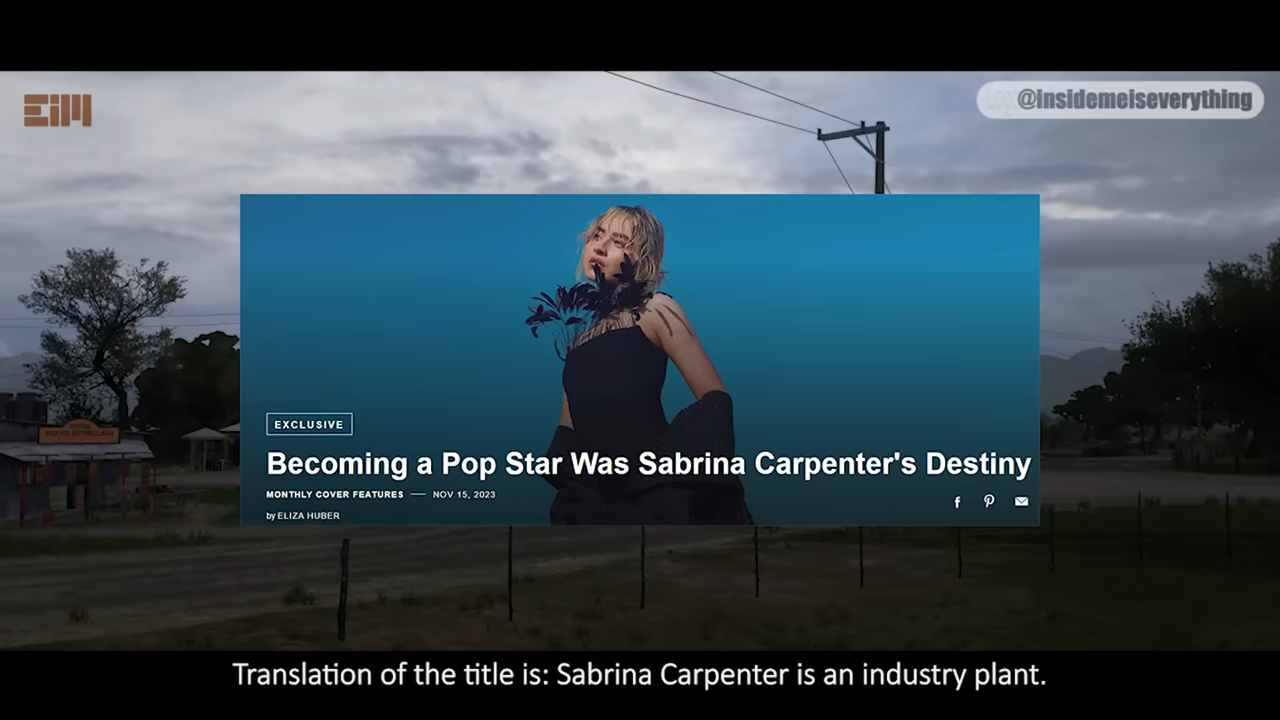 EiM
@insidemeiseverything
EXCLUSIVE
Becoming a Pop Star Was Sabrina Carpenter's Destiny
MONTHLY COVER FEATURES — NOV 15, 2023
by ELIZA HUBER
Translation of the title is: Sabrina Carpenter is an industry plant.